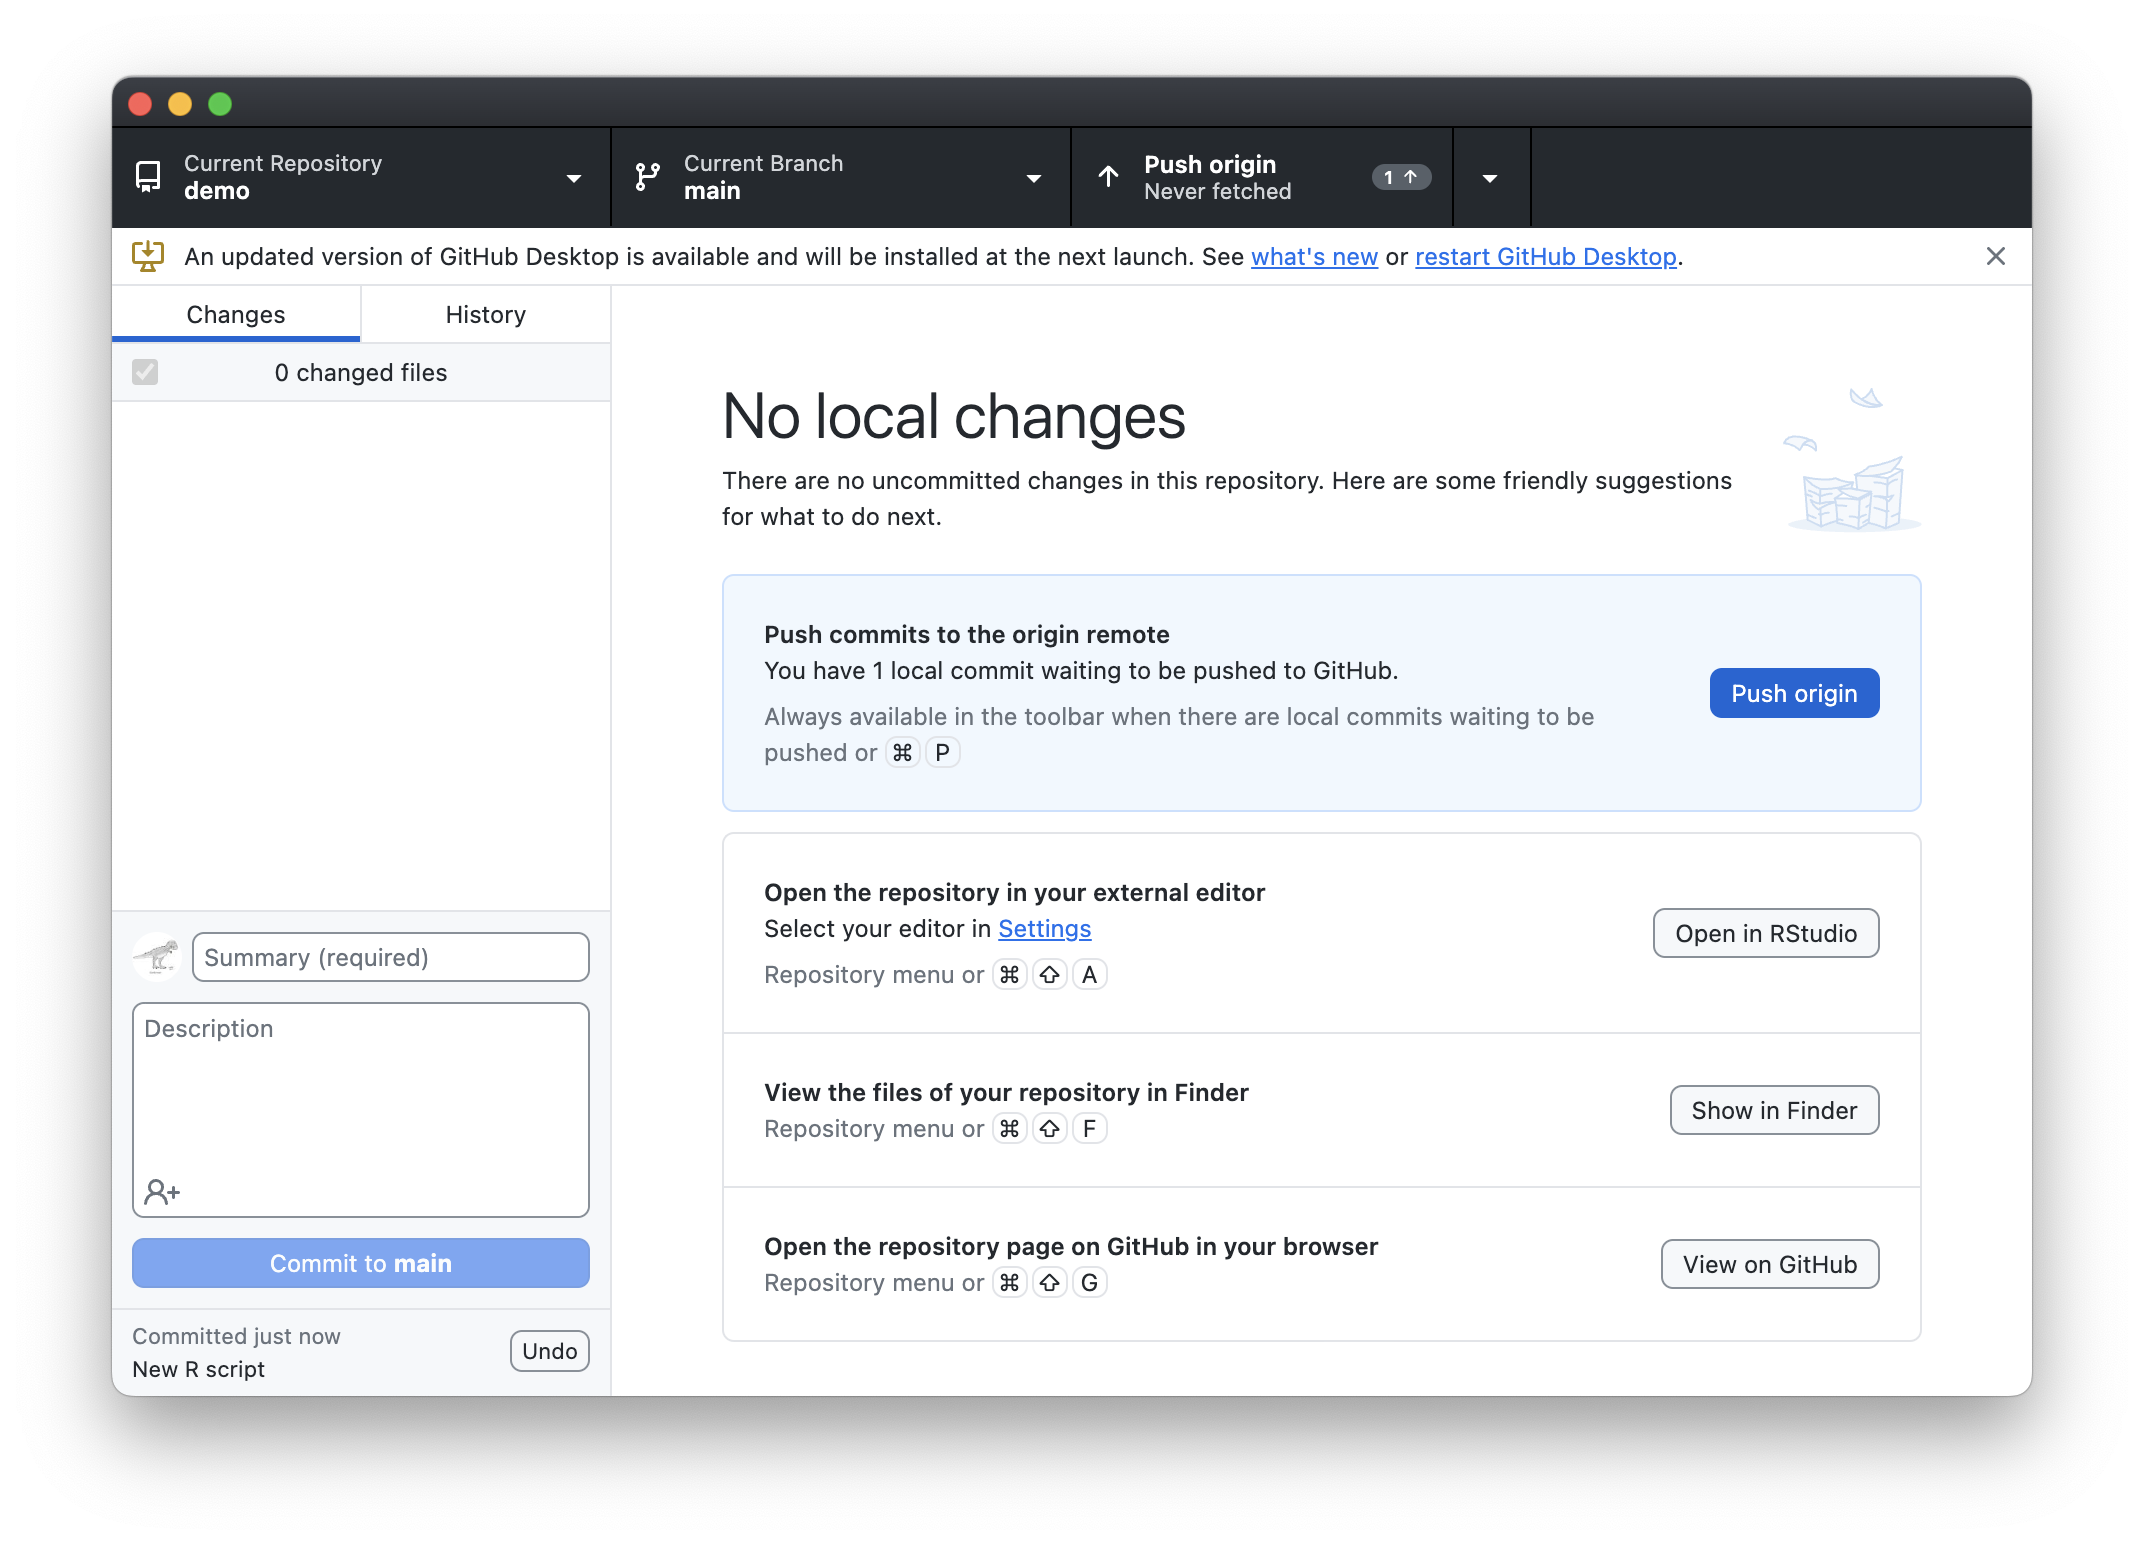 Current Repository
demo
Current Branch
main
Push origin
Never fetched
1 ↑
An updated version of GitHub Desktop is available and will be installed at the next launch. See what's new or restart GitHub Desktop.
Changes
History
0 changed files
No local changes
There are no uncommitted changes in this repository. Here are some friendly suggestions
for what to do next.
Push commits to the origin remote
You have 1 local commit waiting to be pushed to GitHub.
Always available in the toolbar when there are local commits waiting to be
pushed or ⌘ P
Push origin
Open the repository in your external editor
Select your editor in Settings
Repository menu or ⌘ ⇧ A
Open in RStudio
View the files of your repository in Finder
Repository menu or ⌘ ⇧ F
Show in Finder
Open the repository page on GitHub in your browser
Repository menu or ⌘ ⇧ G
View on GitHub
Summary (required)
Description
Commit to main
Committed just now
New R script
Undo